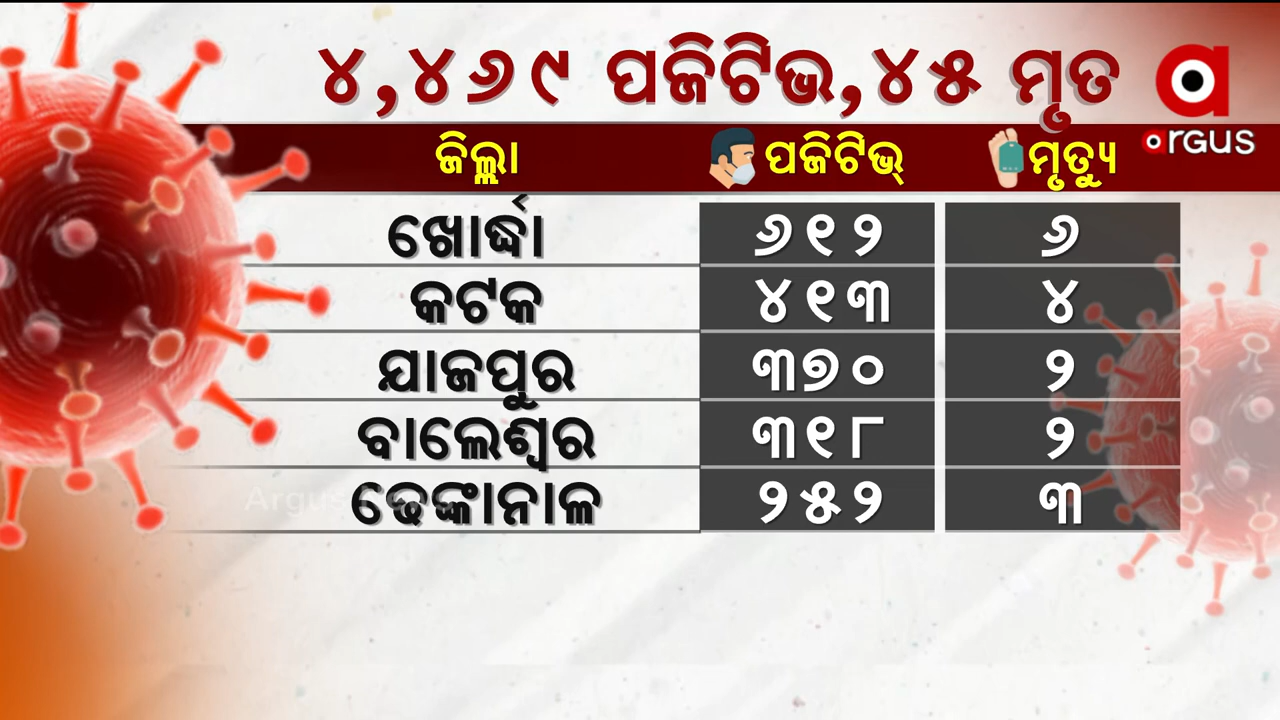 ୪,୪୬୯ ପଜିଟିଭ,୪୫ ମୃତ
argus
ଜିଲ୍ଲା ପଜିଟିଭ୍ ମୃତ୍ୟୁ
ଖୋର୍ଦ୍ଧା ୬୧୨ ୬
କଟକ ୪୧୩ ୪
ଯାଜପୁର ୩୭୦ ୨
ବାଲେଶ୍ୱର ୩୧୮ ୨
ଢେଙ୍କାନାଳ ୨୫୨ ୩
Argus